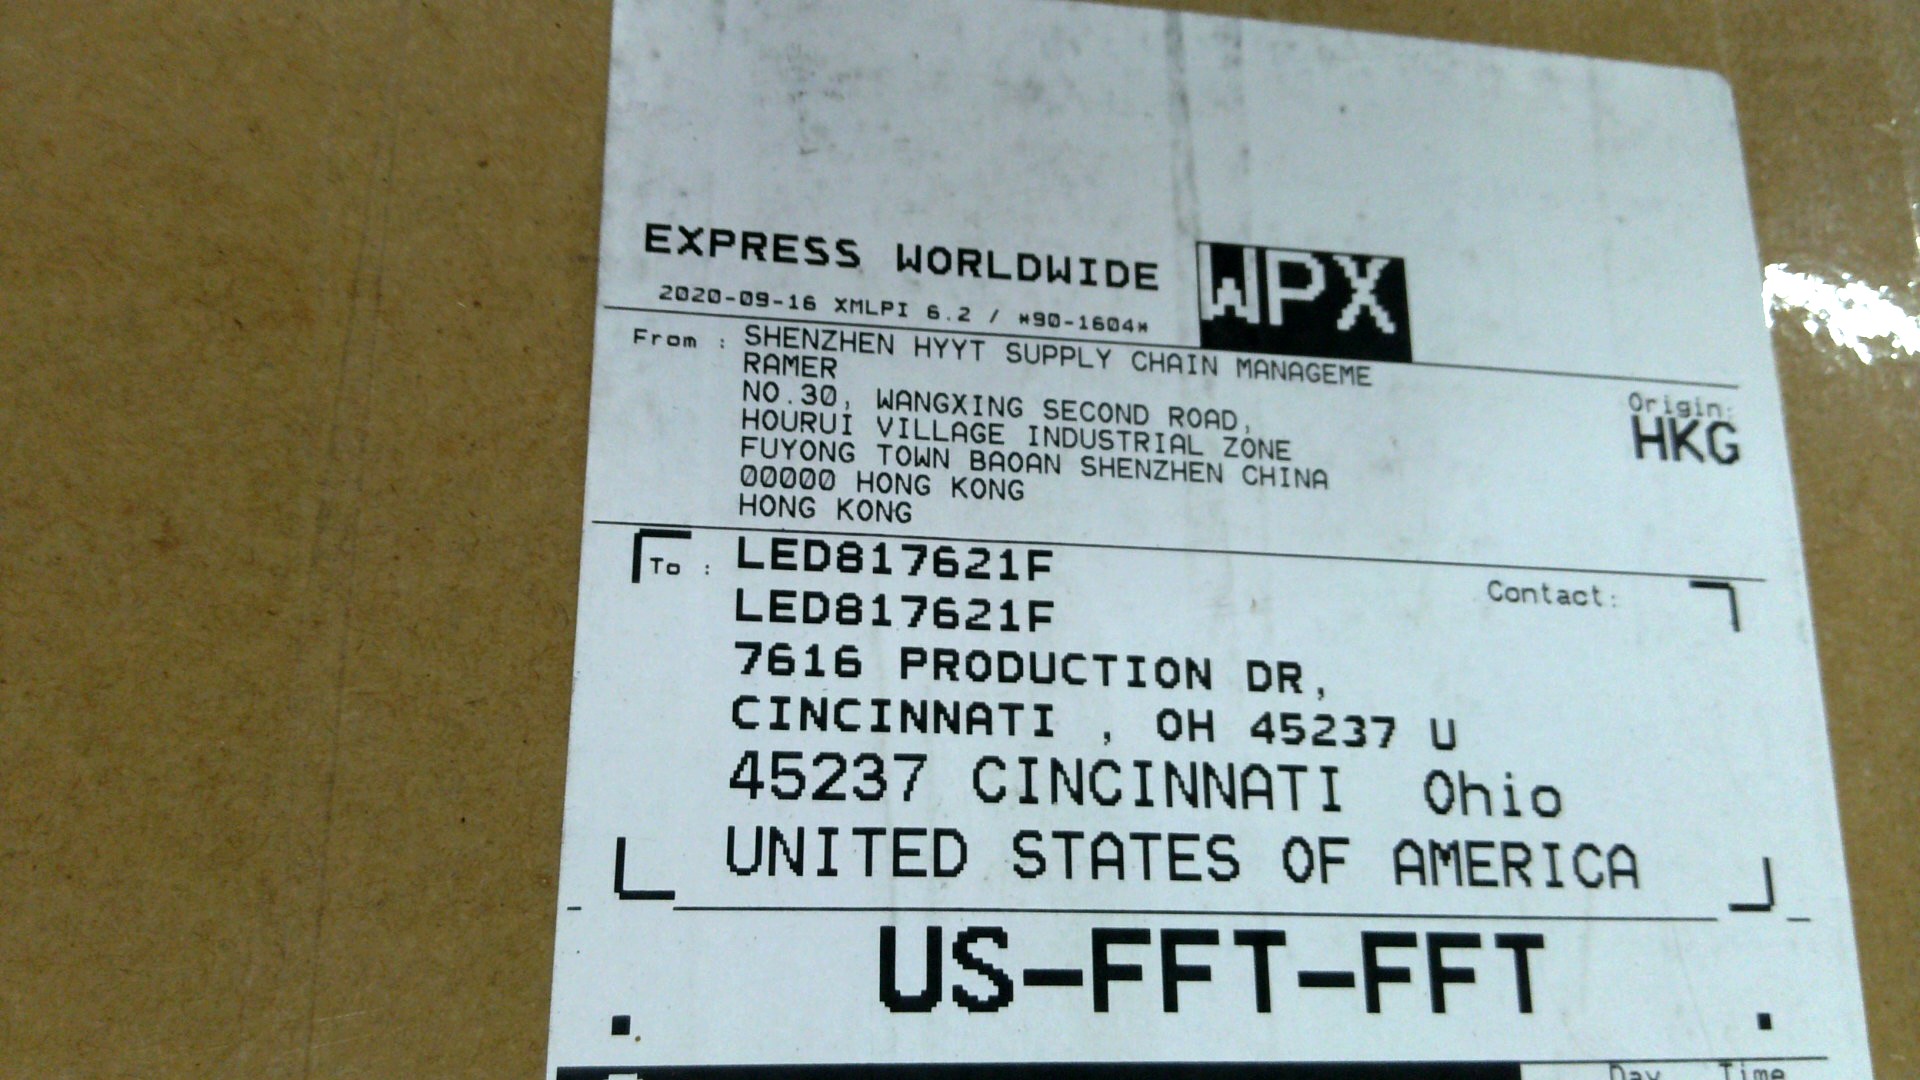 EXPRESS WORLDWIDE WPX
2020-09-16 XMLPI 6.2 / *90-1604*
From : SHENZHEN HYYT SUPPLY CHAIN MANAGEME
RAMER
NO.30, WANGXING SECOND ROAD,
HOURUI VILLAGE INDUSTRIAL ZONE
FUYONG TOWN BAOAN SHENZHEN CHINA
00000 HONG KONG
HONG KONG
Origin:
HKG
To : LED817621F
Contact:
LED817621F
7616 PRODUCTION DR,
CINCINNATI , OH 45237 U
45237 CINCINNATI Ohio
UNITED STATES OF AMERICA
US-FFT-FFT
Day Time